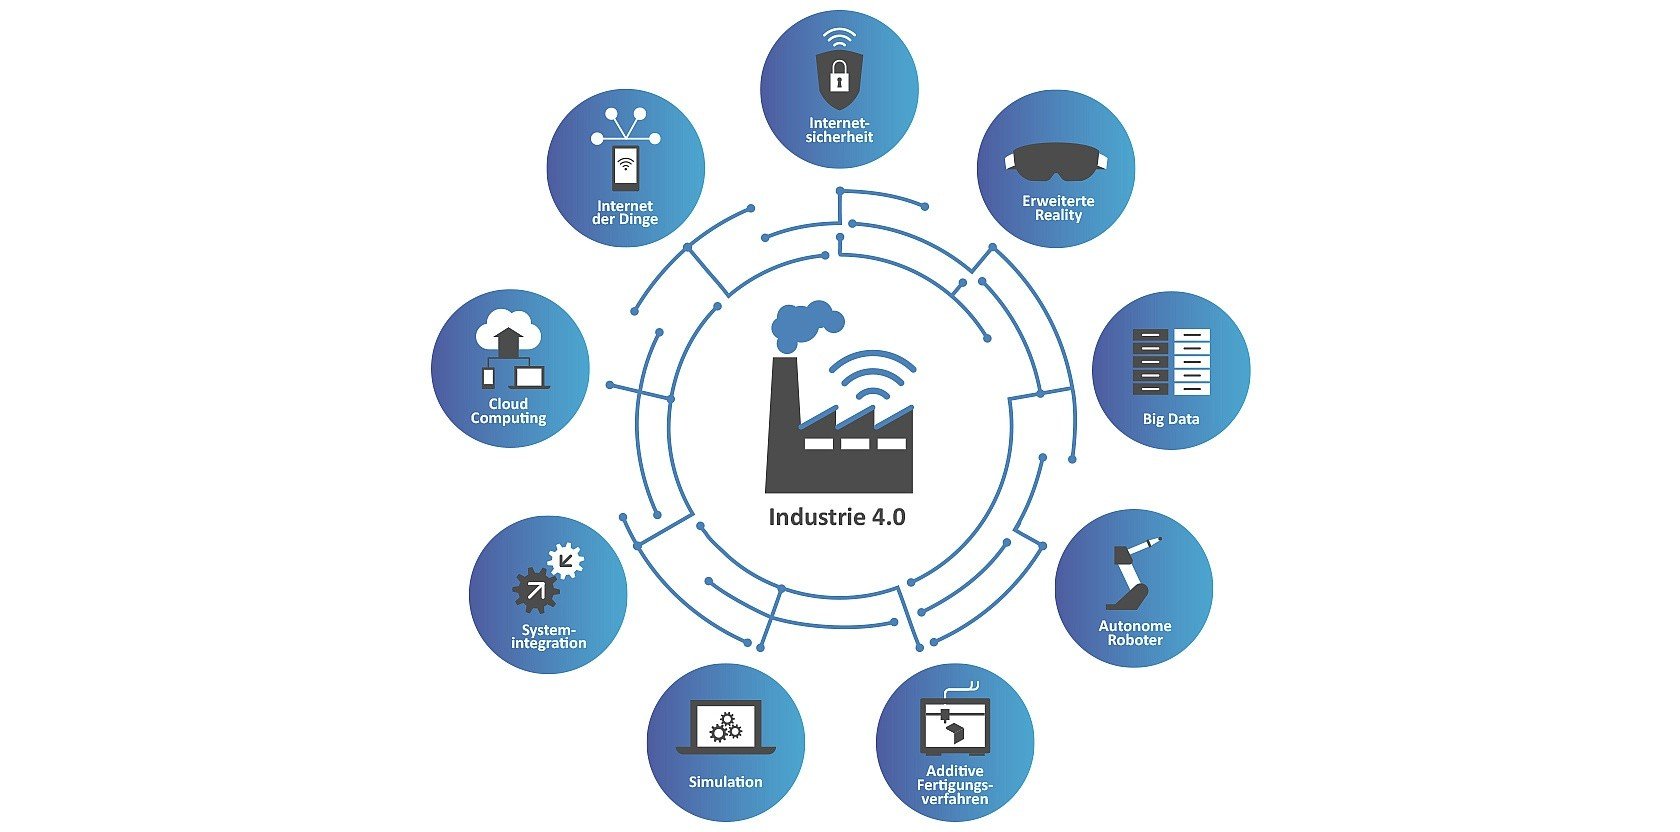 Internet-
sicherheit
Internet
der Dinge
Erweiterte
Reality
Cloud
Computing
Big Data
Industrie 4.0
System-
integration
Autonome
Roboter
Simulation
Additive
Fertigungs-
verfahren